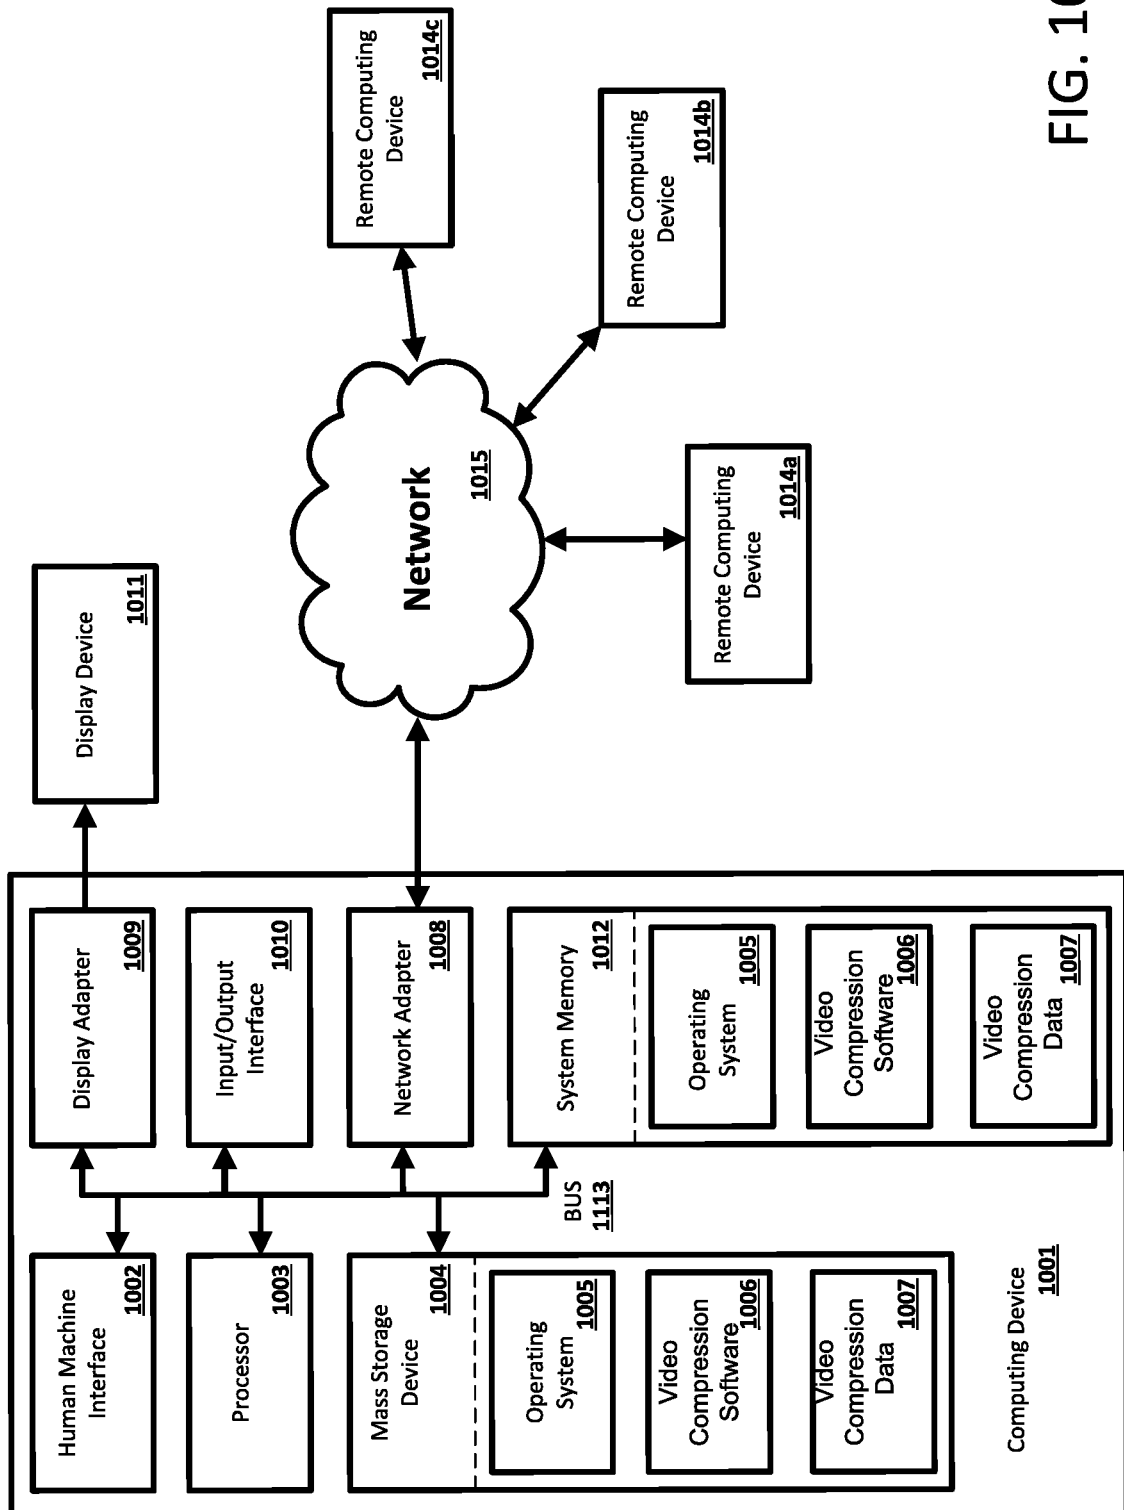 Human Machine
Interface
1002
Processor
1003
Mass Storage
Device
1004
Operating
System
1005
Video
Compression
Software
1006
Video
Compression
Data
1007
Computing Device
1001
BUS
1113
Display Adapter
1009
Input/Output
Interface
1010
Network Adapter
1008
System Memory
1012
Operating
System
1005
Video
Compression
Software
1006
Video
Compression
Data
1007
Display Device
1011
Network
1015
Remote Computing
Device
1014a
Remote Computing
Device
1014b
Remote Computing
Device
1014c
FIG. 10